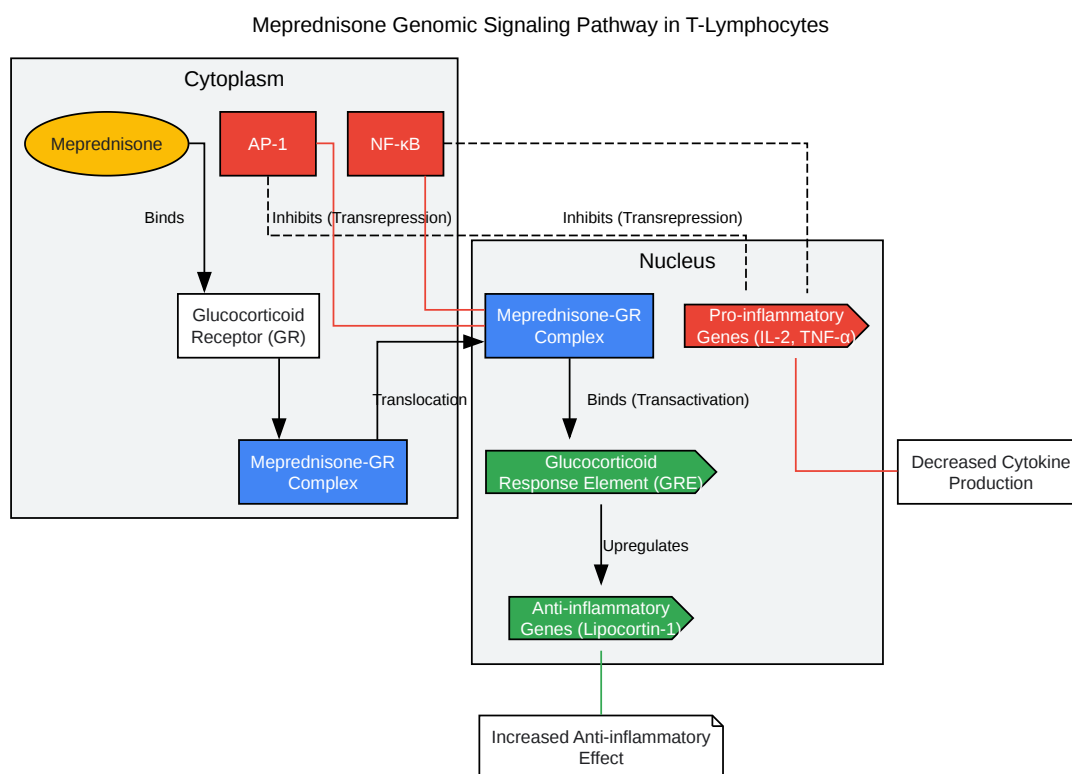 Meprednisone Genomic Signaling Pathway in T-Lymphocytes
Cytoplasm
Meprednisone
AP-1
NF-κB
Binds
Inhibits (Transrepression)
Inhibits (Transrepression)
Nucleus
Glucocorticoid
Receptor (GR)
Meprednisone-GR
Complex
Pro-inflammatory
Genes (IL-2, TNF-α)
Translocation
Binds (Transactivation)
Meprednisone-GR
Complex
Glucocorticoid
Response Element (GRE)
Decreased Cytokine
Production
Upregulates
Anti-inflammatory
Genes (Lipocortin-1)
Increased Anti-inflammatory
Effect